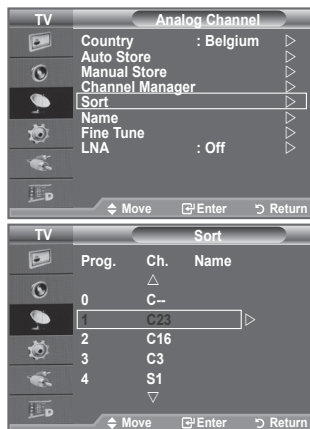 TV Analog Channel
Country : Belgium ▷
Auto Store ▷
Manual Store ▷
Channel Manager ▷
Sort ▷
Name ▷
Fine Tune ▷
LNA : Off ▷
Move Enter Return
TV Sort
Prog. Ch. Name
△
0 C--
1 C23 ▷
2 C16
3 C3
4 S1
▽
Move Enter Return